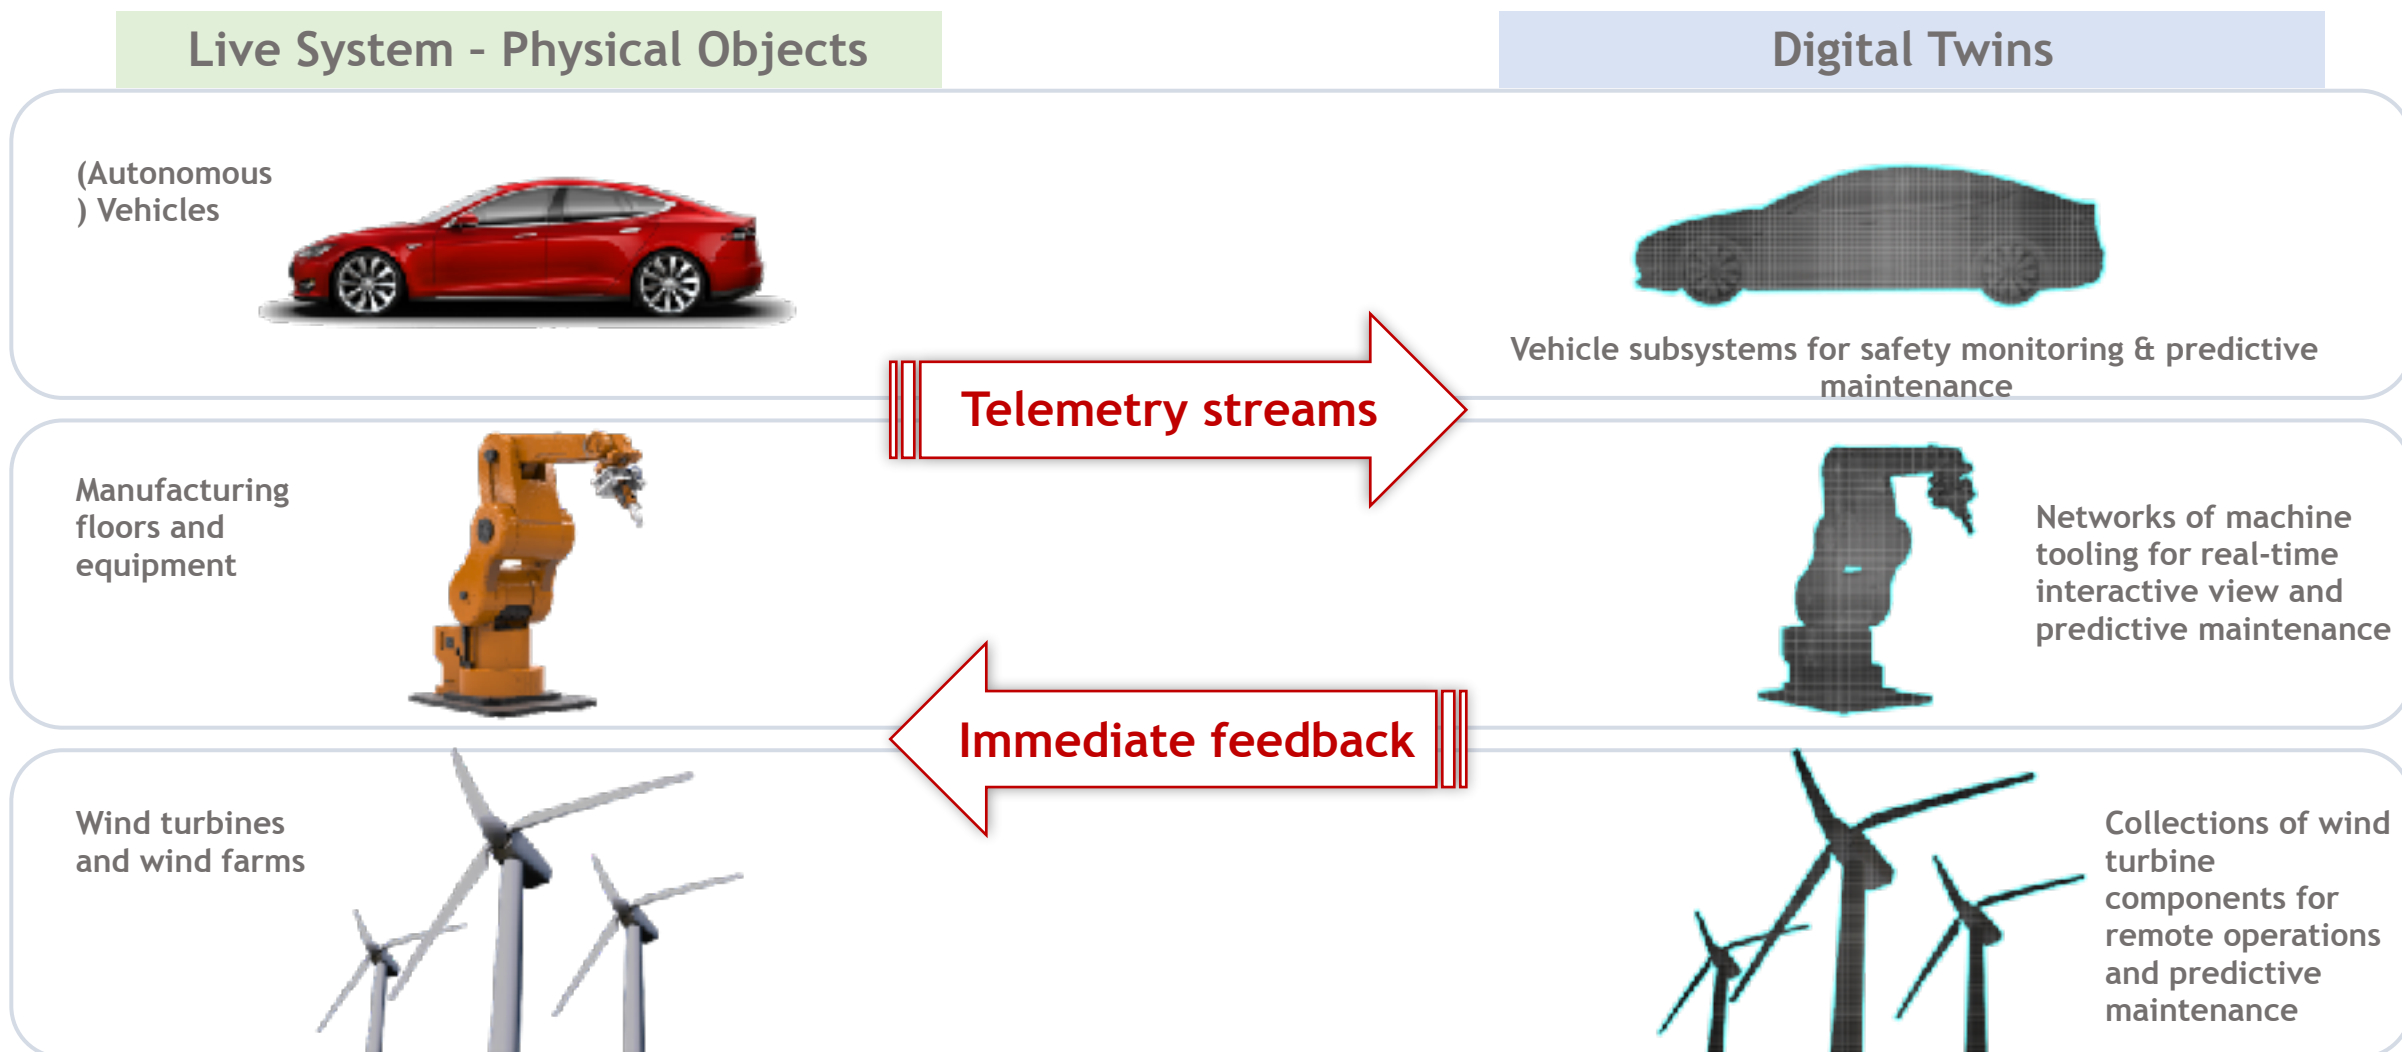 Live System – Physical Objects
Digital Twins
(Autonomous
) Vehicles
Vehicle subsystems for safety monitoring & predictive
maintenance
Telemetry streams
Manufacturing
floors and
equipment
Networks of machine
tooling for real-time
interactive view and
predictive maintenance
Immediate feedback
Wind turbines
and wind farms
Collections of wind
turbine
components for
remote operations
and predictive
maintenance